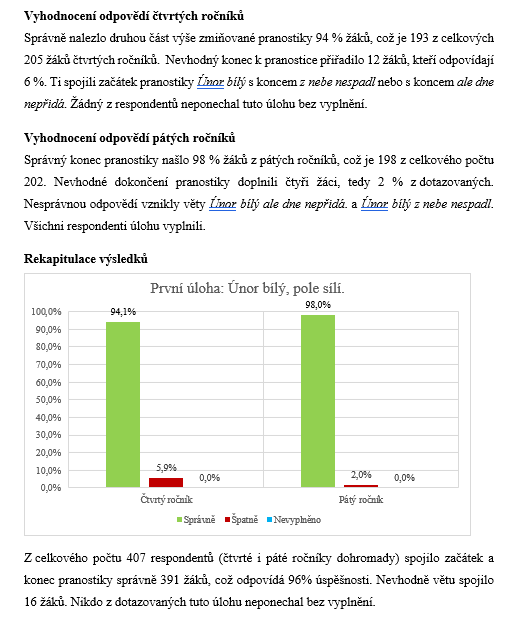 Vyhodnocení odpovědí čtvrtých ročníků
Správně nalezlo druhou část výše zmiňované pranostiky 94 % žáků, což je 193 z celkových
205 žáků čtvrtých ročníků. Nevhodný konec k pranostice přiřadilo 12 žáků, kteří odpovídají
6 %. Ti spojili začátek pranostiky Únor bílý s koncem z nebe nespadl nebo s koncem ale dne
nepřidá. Žádný z respondentů neponechal tuto úlohu bez vyplnění.
Vyhodnocení odpovědí pátých ročníků
Správný konec pranostiky našlo 98 % žáků z pátých ročníků, což je 198 z celkového počtu
202. Nevhodné dokončení pranostiky doplnili čtyři žáci, tedy 2 % z dotazovaných.
Nesprávnou odpovědí vznikly věty Únor bílý ale dne nepřidá. a Únor bílý z nebe nespadl.
Všichni respondenti úlohu vyplnili.
Rekapitulace výsledků
První úloha: Únor bílý, pole sílí.
100,0%
90,0%
80,0%
70,0%
60,0%
50,0%
40,0%
30,0%
20,0%
10,0%
0,0%
94,1%
5,9%
0,0%
98,0%
2,0%
0,0%
Čtvrtý ročník
Pátý ročník
Správně Špatně Nevyplněno
Z celkového počtu 407 respondentů (čtvrté i páté ročníky dohromady) spojilo začátek a
konec pranostiky správně 391 žáků, což odpovídá 96% úspěšnosti. Nevhodně větu spojilo
16 žáků. Nikdo z dotazovaných tuto úlohu neponechal bez vyplnění.